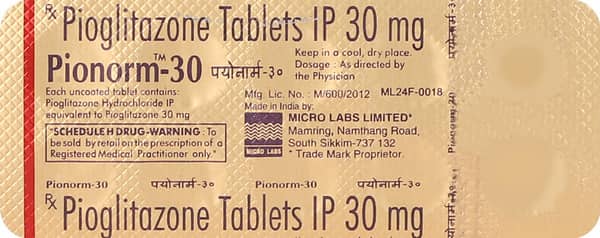 Rx Pioglitazone Tablets IP 30 mg
Pionorm™-30 पयोनार्म-३०
Each uncoated tablet contains:
Pioglitazone Hydrochloride IP
equivalent to Pioglitazone 30 mg
"SCHEDULE H DRUG-WARNING : To
be sold by retail on the prescription of a
Registered Medical Practitioner only."
Keep in a cool, dry place.
Dosage : As directed by
the Physician
Mfg. Lic. No. : M/600/2012 ML24F-0018
Made in India by:
MICRO LABS LIMITED*
Mamring, Namthang Road,
South Sikkim-737 132
* Trade Mark Proprietor.
MICRO LABS
Pionorm-30 पयोनार्म-३० Pionorm-30 पयोनार्म-३०
Rx Pioglitazone Tablets IP 30 mg